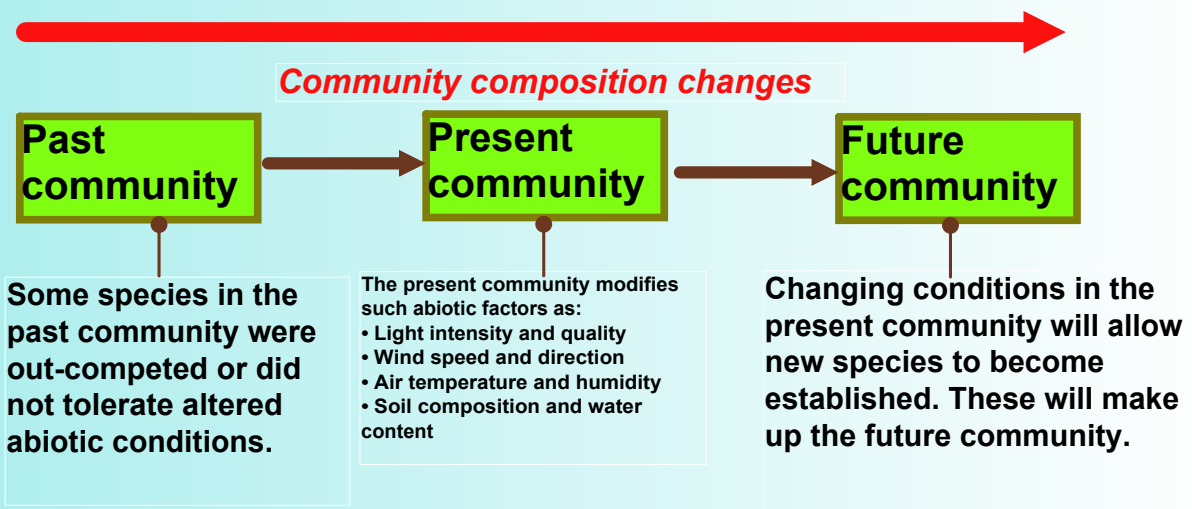 Community composition changes
Past
community
Present
community
Future
community
Some species in the
past community were
out-competed or did
not tolerate altered
abiotic conditions.
The present community modifies
such abiotic factors as:
• Light intensity and quality
• Wind speed and direction
• Air temperature and humidity
• Soil composition and water
content
Changing conditions in the
present community will allow
new species to become
established. These will make
up the future community.